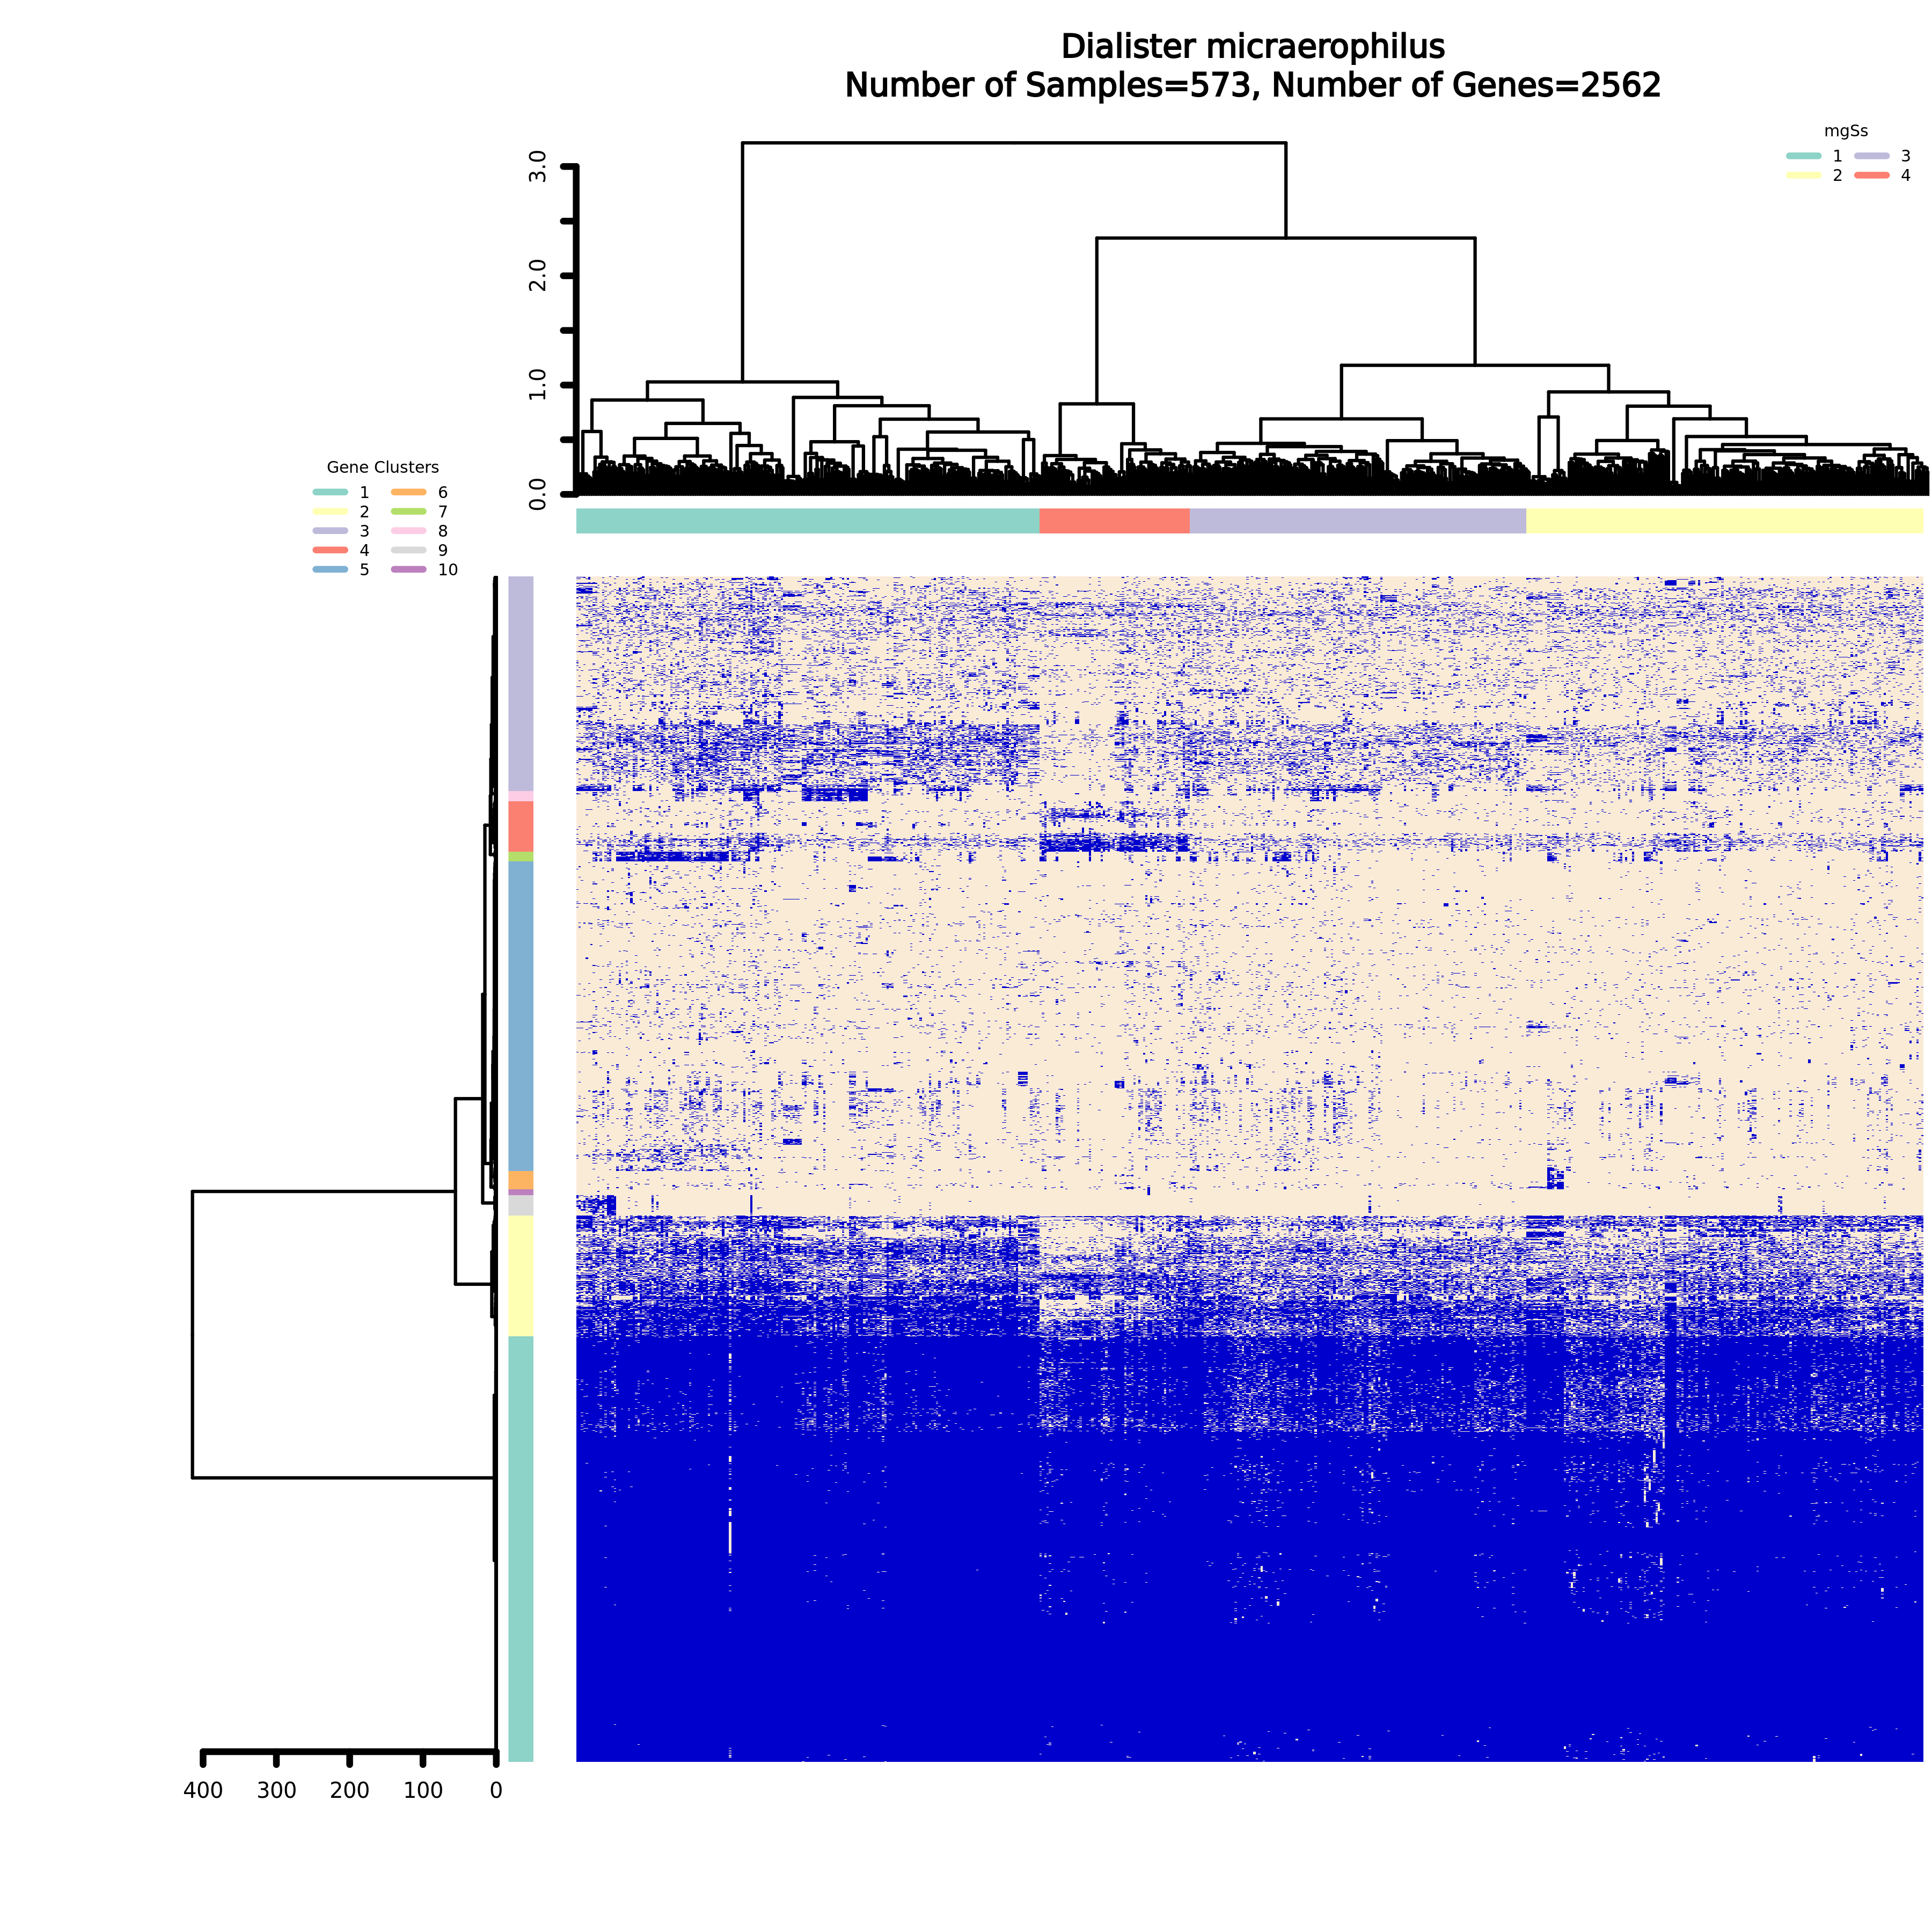 Dialister micraerophilus
Number of Samples=573, Number of Genes=2562
mgSs
1 3
2 4
3.0
2.0
1.0
0.0
Gene Clusters
1 6
2 7
3 8
4 9
5 10
400 300 200 100 0